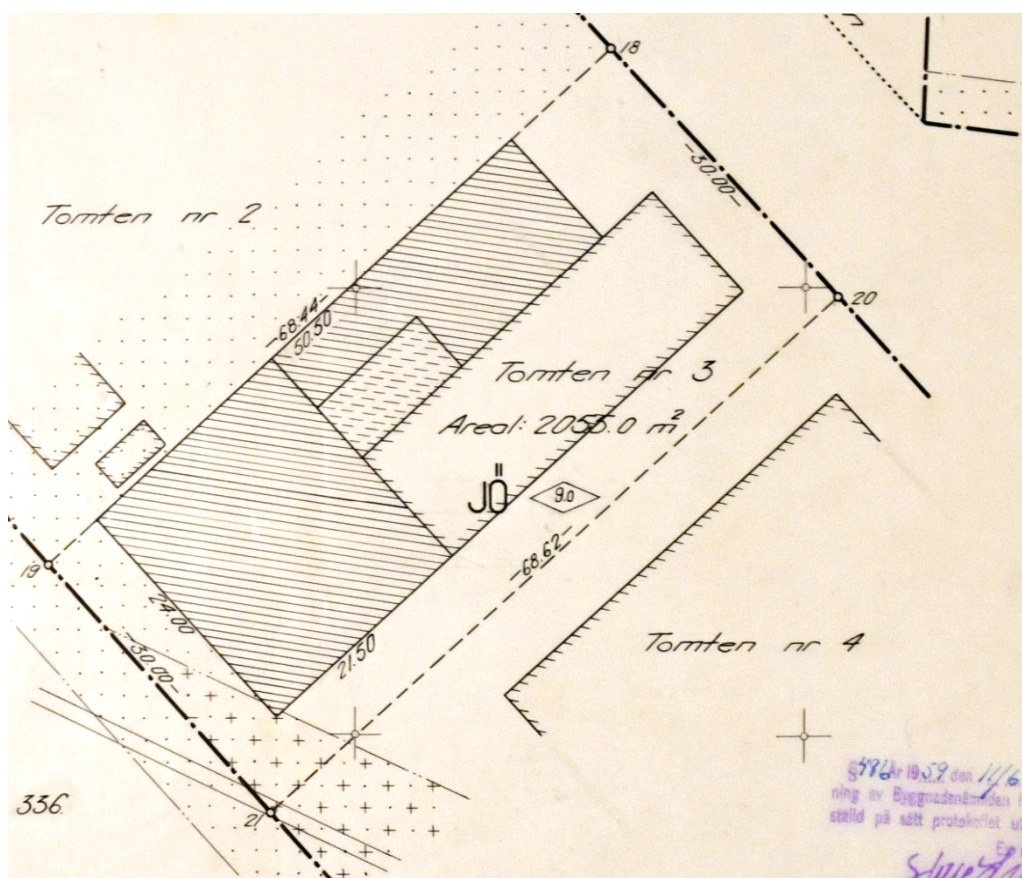 18
-30.00-
Tomten nr 2
20
-68.44-
50.50
Tomten nr 3
Areal: 2055.0 m²
JÖ
9.0
-68.62-
19
24.00
-30.00-
21.50
Tomten nr 4
336.
21
§ 486 År 1959 den 11/6
ning av Byggnadsnämnden
ställd på sätt protokollet